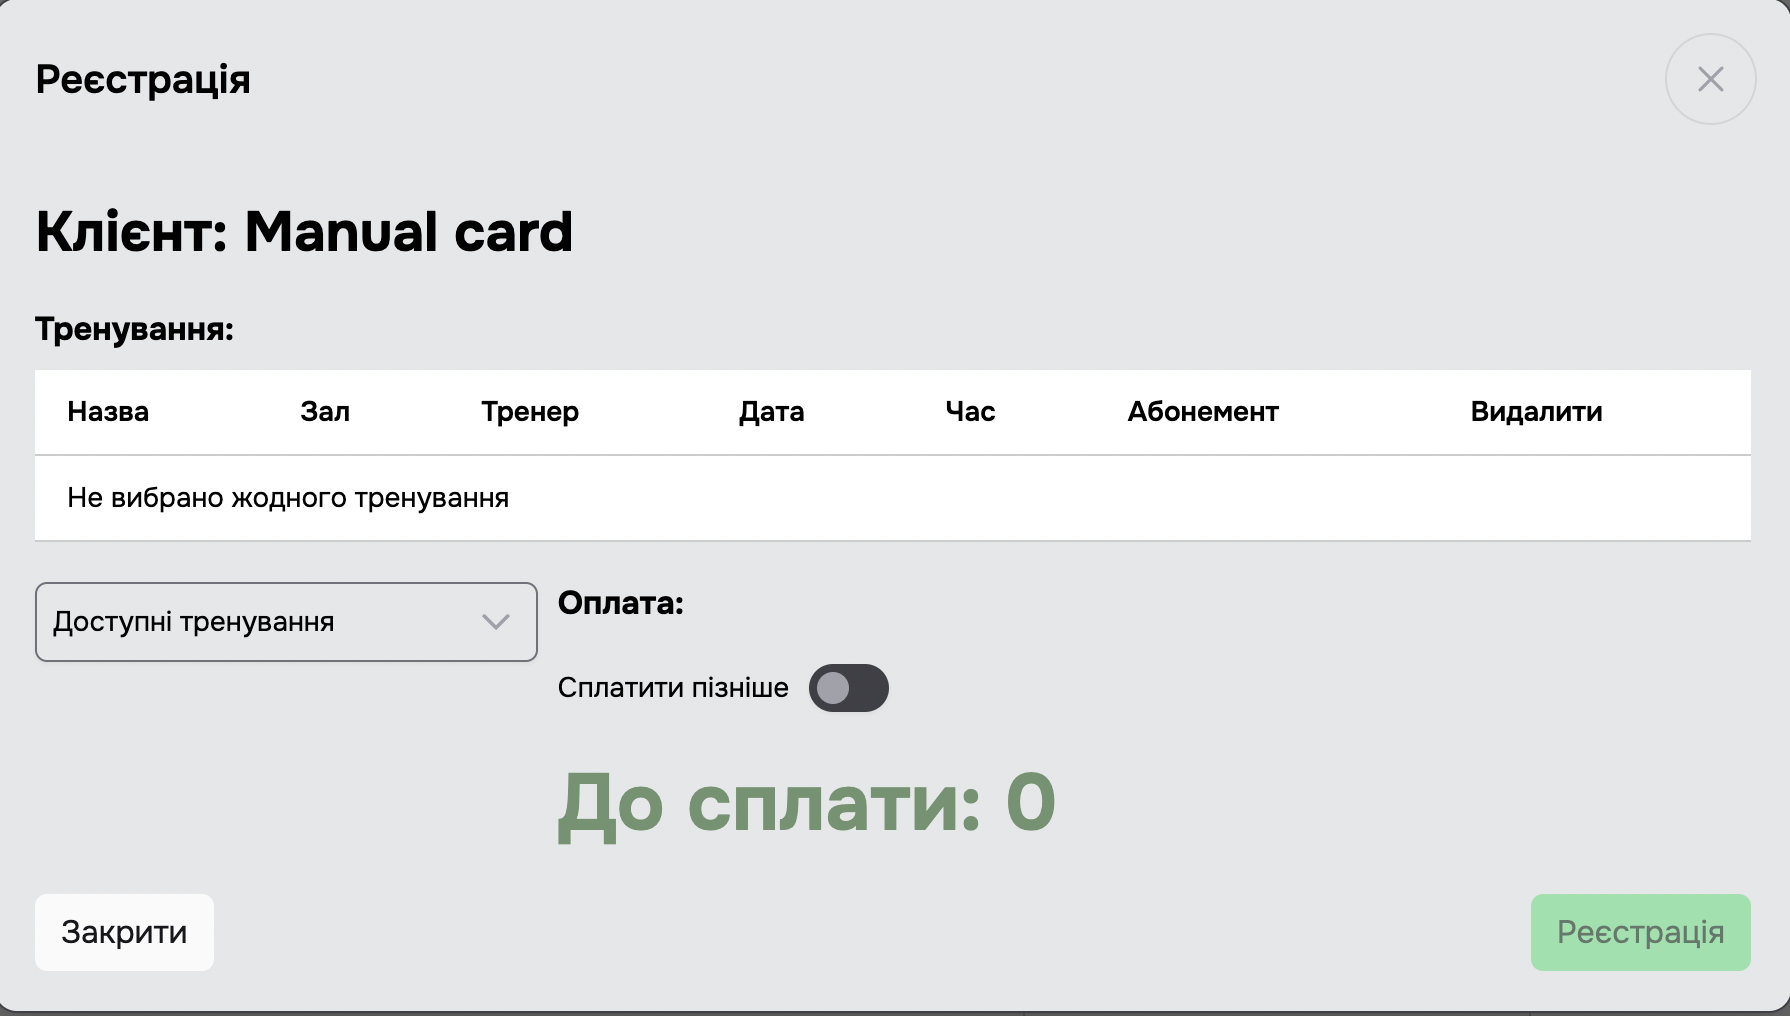 Реєстрація
Клієнт: Manual card
Тренування:
Назва Зал Тренер Дата Час Абонемент Видалити
Не вибрано жодного тренування
Доступні тренування
Оплата:
Сплатити пізніше
До сплати: 0
Закрити
Реєстрація